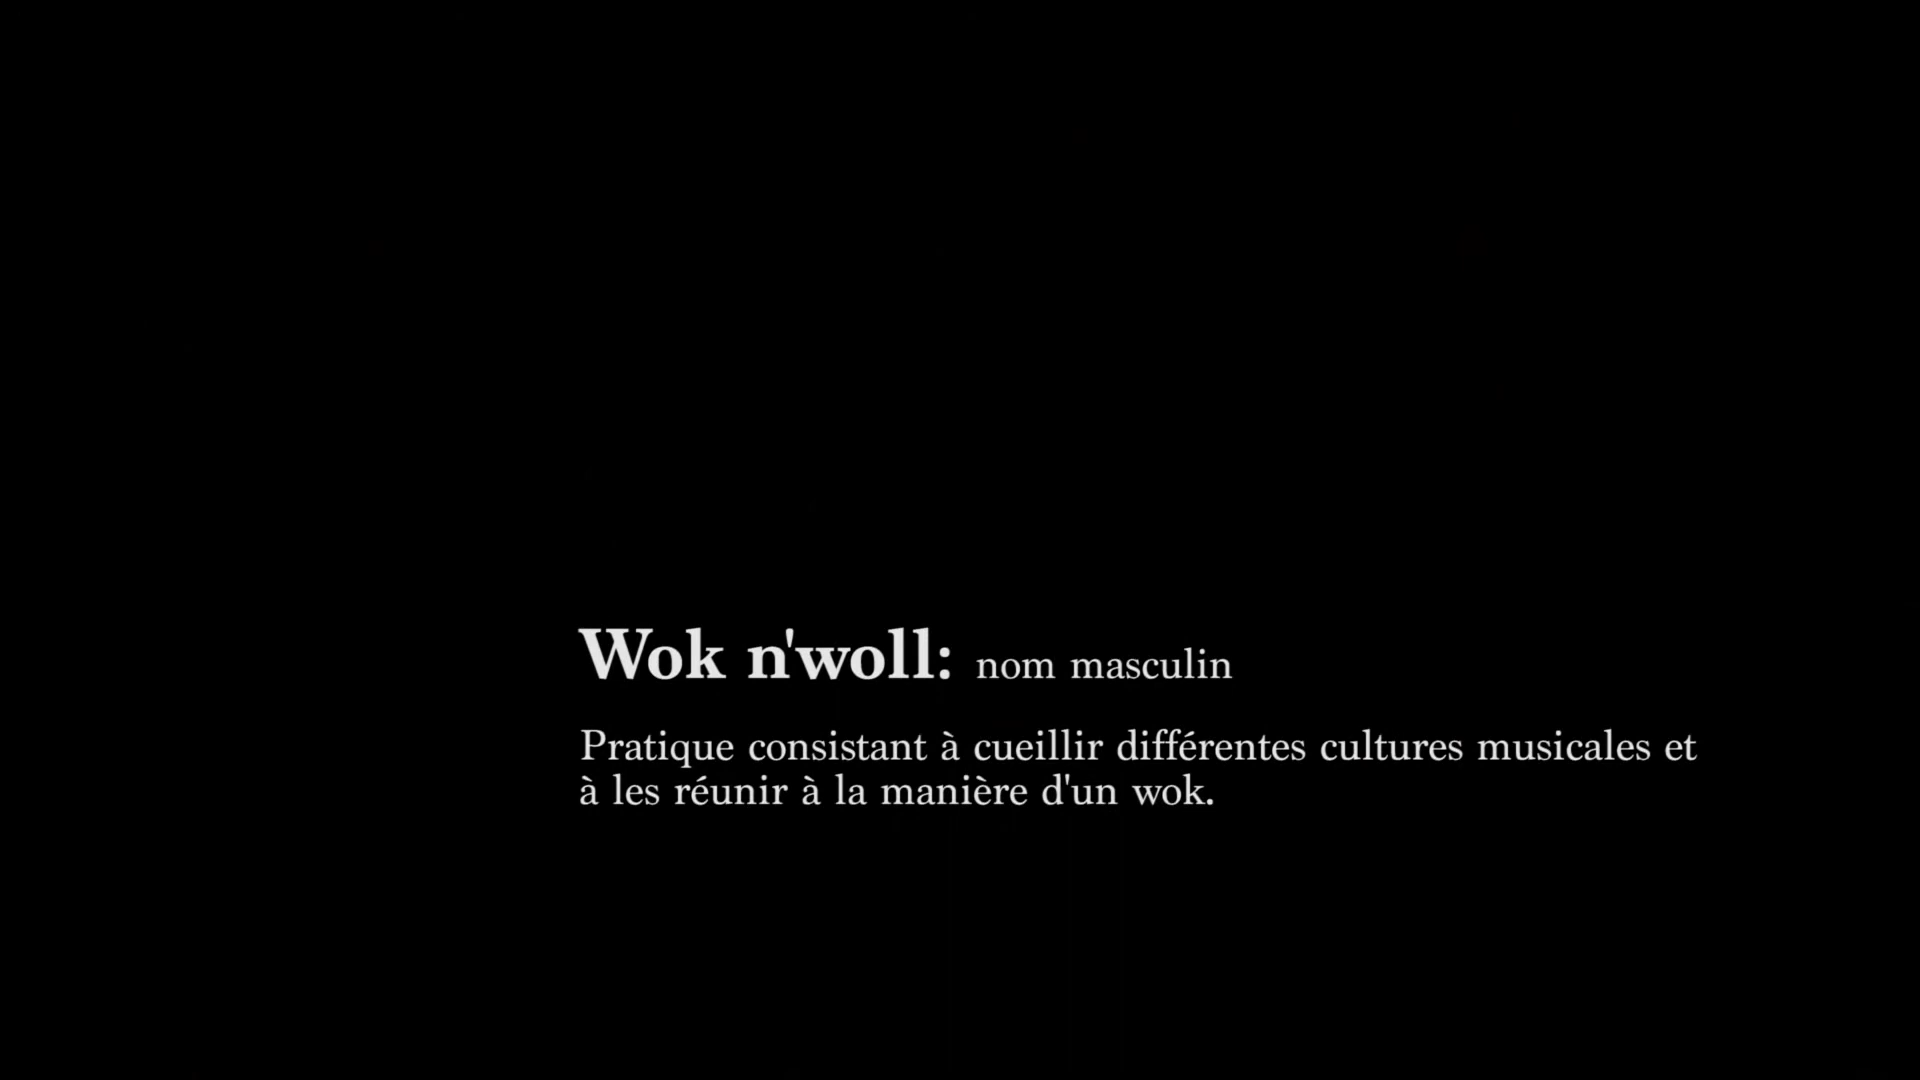 Wok n'woll: nom masculin
Pratique consistant à cueillir différentes cultures musicales et
à les réunir à la manière d'un wok.